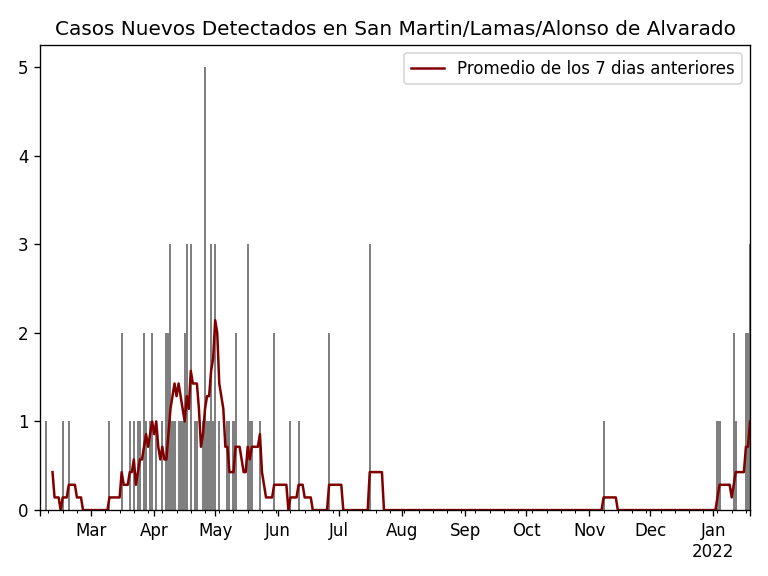 Casos Nuevos Detectados en San Martin/Lamas/Alonso de Alvarado
Promedio de los 7 dias anteriores
5
4
3
2
1
0
Mar Apr May Jun Jul Aug Sep Oct Nov Dec Jan
2022